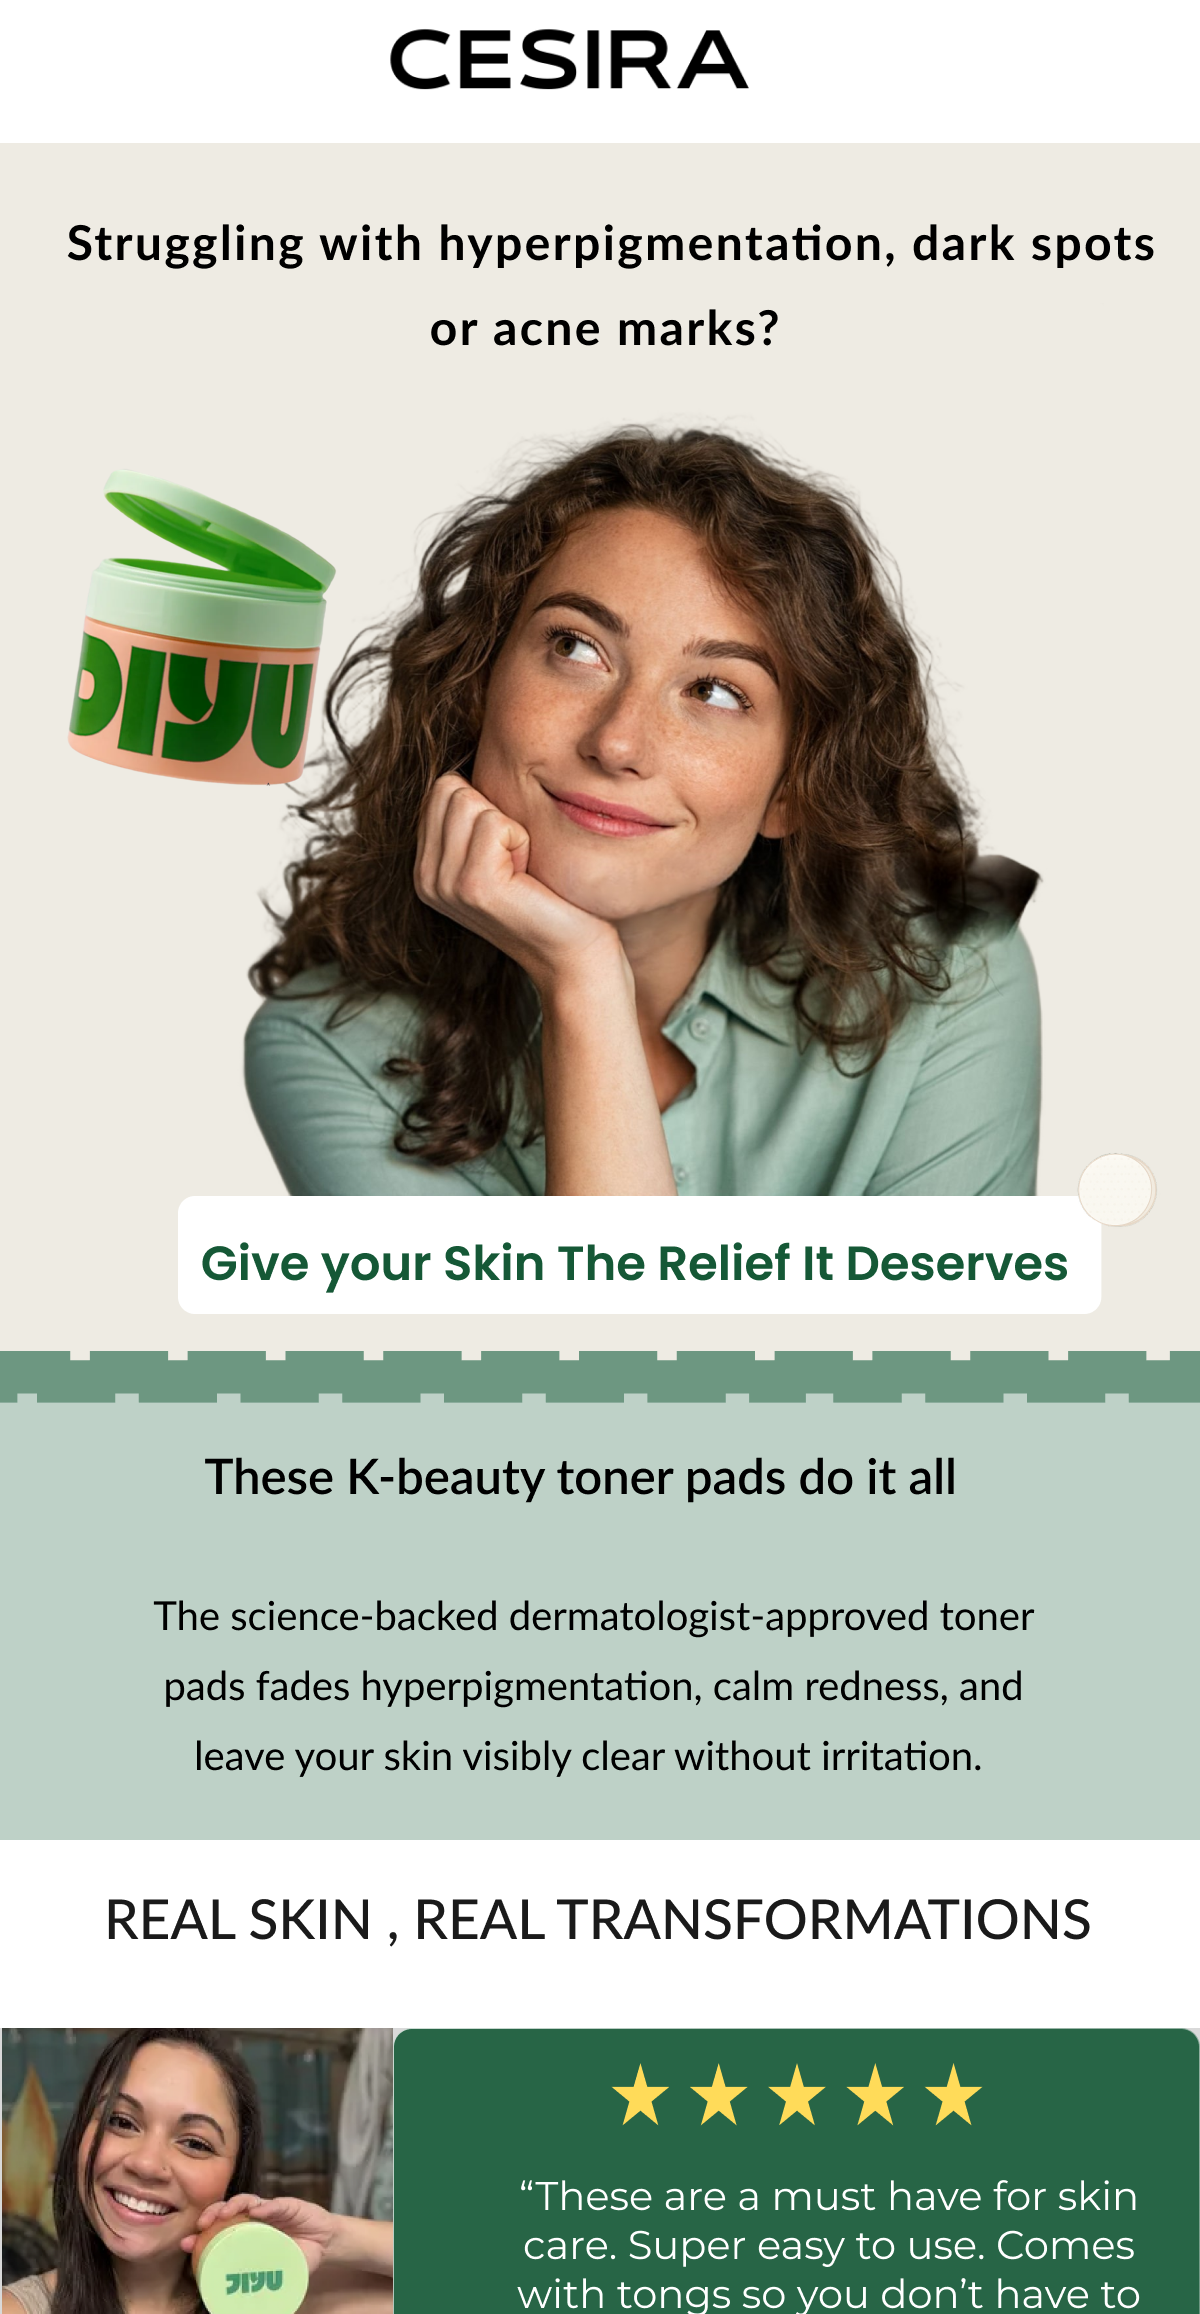 CESIRA
Struggling with hyperpigmentation, dark spots
or acne marks?
JIYU
Give your Skin The Relief It Deserves
These K-beauty toner pads do it all
The science-backed dermatologist-approved toner
pads fades hyperpigmentation, calm redness, and
leave your skin visibly clear without irritation.
REAL SKIN , REAL TRANSFORMATIONS
“These are a must have for skin
care. Super easy to use. Comes
with tongs so you don’t have to
JIYU